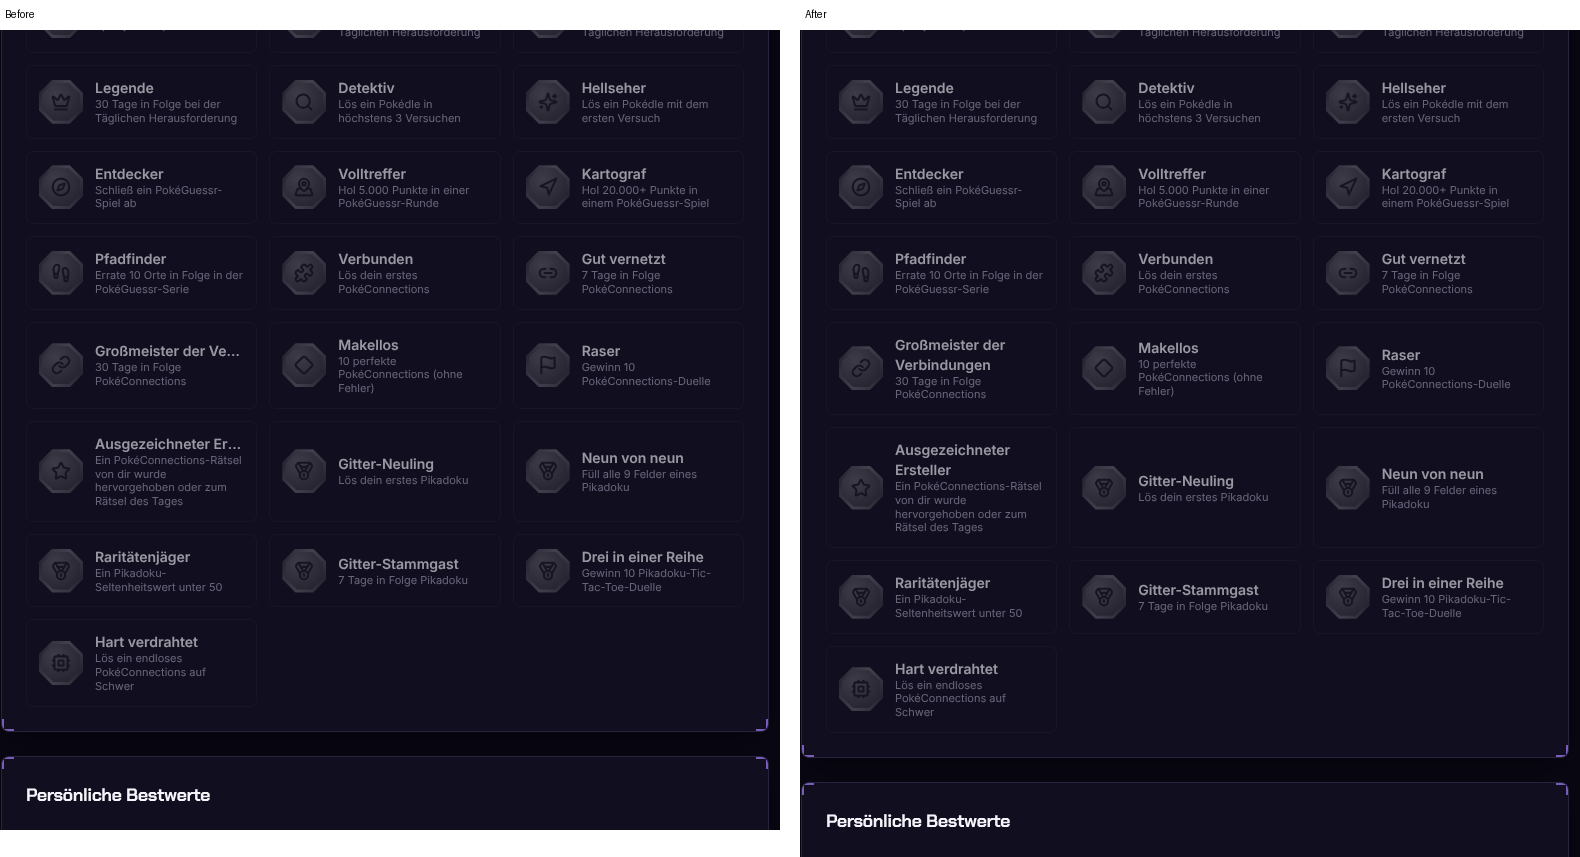 Before
Täglichen Herausforderung
Täglichen Herausforderung
Legende
30 Tage in Folge bei der
Täglichen Herausforderung
Detektiv
Lös ein Pokédle in
höchstens 3 Versuchen
Hellseher
Lös ein Pokédle mit dem
ersten Versuch
Entdecker
Schließ ein PokéGuessr-
Spiel ab
Volltreffer
Hol 5.000 Punkte in einer
PokéGuessr-Runde
Kartograf
Hol 20.000+ Punkte in
einem PokéGuessr-Spiel
Pfadfinder
Errate 10 Orte in Folge in der
PokéGuessr-Serie
Verbunden
Lös dein erstes
PokéConnections
Gut vernetzt
7 Tage in Folge
PokéConnections
Großmeister der Ve...
30 Tage in Folge
PokéConnections
Makellos
10 perfekte
PokéConnections (ohne
Fehler)
Raser
Gewinn 10
PokéConnections-Duelle
Ausgezeichneter Er...
Ein PokéConnections-Rätsel
von dir wurde
hervorgehoben oder zum
Rätsel des Tages
Gitter-Neuling
Lös dein erstes Pikadoku
Neun von neun
Füll alle 9 Felder eines
Pikadoku
Raritätenjäger
Ein Pikadoku-
Seltenheitswert unter 50
Gitter-Stammgast
7 Tage in Folge Pikadoku
Drei in einer Reihe
Gewinn 10 Pikadoku-Tic-
Tac-Toe-Duelle
Hart verdrahtet
Lös ein endloses
PokéConnections auf
Schwer
Persönliche Bestwerte
After
Täglichen Herausforderung
Täglichen Herausforderung
Legende
30 Tage in Folge bei der
Täglichen Herausforderung
Detektiv
Lös ein Pokédle in
höchstens 3 Versuchen
Hellseher
Lös ein Pokédle mit dem
ersten Versuch
Entdecker
Schließ ein PokéGuessr-
Spiel ab
Volltreffer
Hol 5.000 Punkte in einer
PokéGuessr-Runde
Kartograf
Hol 20.000+ Punkte in
einem PokéGuessr-Spiel
Pfadfinder
Errate 10 Orte in Folge in der
PokéGuessr-Serie
Verbunden
Lös dein erstes
PokéConnections
Gut vernetzt
7 Tage in Folge
PokéConnections
Großmeister der
Verbindungen
30 Tage in Folge
PokéConnections
Makellos
10 perfekte
PokéConnections (ohne
Fehler)
Raser
Gewinn 10
PokéConnections-Duelle
Ausgezeichneter
Ersteller
Ein PokéConnections-Rätsel
von dir wurde
hervorgehoben oder zum
Rätsel des Tages
Gitter-Neuling
Lös dein erstes Pikadoku
Neun von neun
Füll alle 9 Felder eines
Pikadoku
Raritätenjäger
Ein Pikadoku-
Seltenheitswert unter 50
Gitter-Stammgast
7 Tage in Folge Pikadoku
Drei in einer Reihe
Gewinn 10 Pikadoku-Tic-
Tac-Toe-Duelle
Hart verdrahtet
Lös ein endloses
PokéConnections auf
Schwer
Persönliche Bestwerte